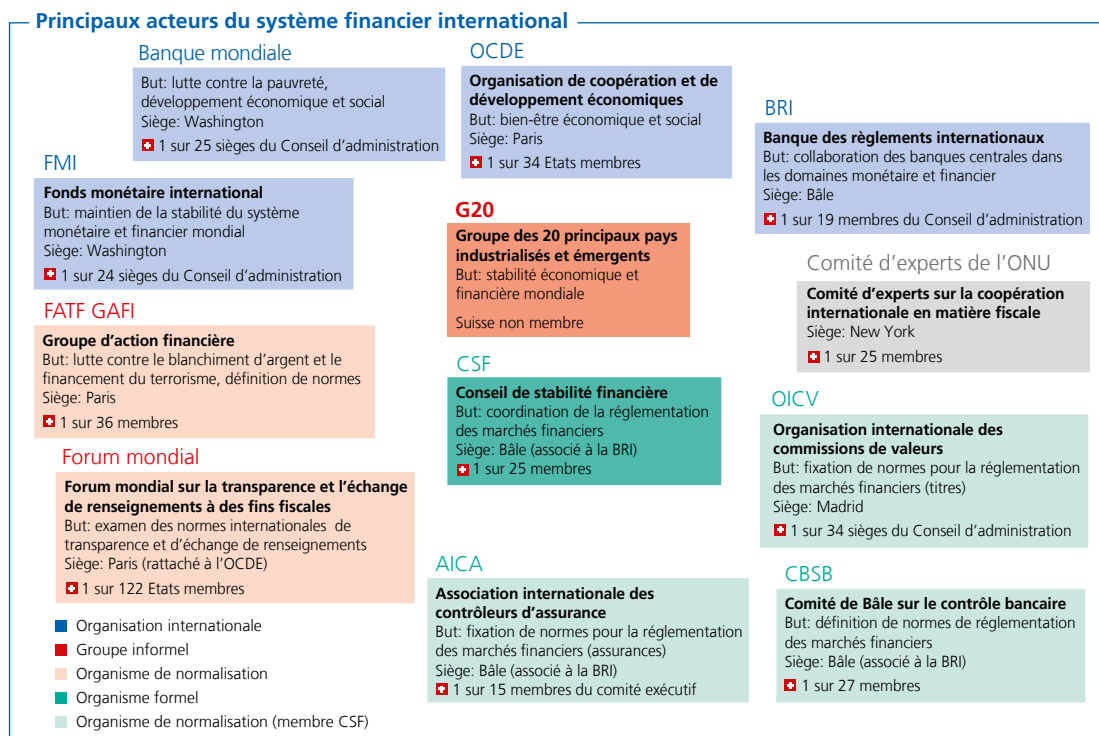 Principaux acteurs du système financier international
Banque mondiale
But: lutte contre la pauvreté,
développement économique et social
Siège: Washington
1 sur 25 sièges du Conseil d'administration
OCDE
Organisation de coopération et de
développement économiques
But: bien-être économique et social
Siège: Paris
1 sur 34 Etats membres
BRI
Banque des règlements internationaux
But: collaboration des banques centrales dans
les domaines monétaire et financier
Siège: Bâle
1 sur 19 membres du Conseil d'administration
FMI
Fonds monétaire international
But: maintien de la stabilité du système
monétaire et financier mondial
Siège: Washington
1 sur 24 sièges du Conseil d'administration
G20
Groupe des 20 principaux pays
industrialisés et émergents
But: stabilité économique et
financière mondiale
Suisse non membre
Comité d'experts de l'ONU
Comité d'experts sur la coopération
internationale en matière fiscale
Siège: New York
1 sur 25 membres
FATF GAFI
Groupe d'action financière
But: lutte contre le blanchiment d'argent et le
financement du terrorisme, définition de normes
Siège: Paris
1 sur 36 membres
CSF
Conseil de stabilité financière
But: coordination de la réglementation
des marchés financiers
Siège: Bâle (associé à la BRI)
1 sur 25 membres
OICV
Organisation internationale des
commissions de valeurs
But: fixation de normes pour la réglementation
des marchés financiers (titres)
Siège: Madrid
1 sur 34 sièges du Conseil d'administration
Forum mondial
Forum mondial sur la transparence et l'échange
de renseignements à des fins fiscales
But: examen des normes internationales de
transparence et d'échange de renseignements
Siège: Paris (rattaché à l'OCDE)
1 sur 122 Etats membres
AICA
Association internationale des
contrôleurs d'assurance
But: fixation de normes pour la réglementation
des marchés financiers (assurances)
Siège: Bâle (associé à la BRI)
1 sur 15 membres du comité exécutif
CBSB
Comité de Bâle sur le contrôle bancaire
But: définition de normes de réglementation
des marchés financiers
Siège: Bâle (associé à la BRI)
1 sur 27 membres
Organisation internationale
Groupe informel
Organisme de normalisation
Organisme formel
Organisme de normalisation (membre CSF)